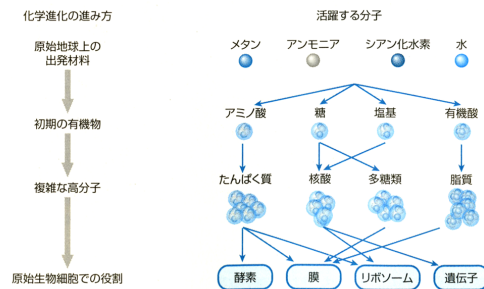 化学進化の進み方
活躍する分子
原始地球上の
出発材料
メタン
アンモニア
シアン化水素
水
初期の有機物
アミノ酸
糖
塩基
有機酸
複雑な高分子
たんぱく質
核酸
多糖類
脂質
原始生物細胞での役割
酵素
膜
リボソーム
遺伝子